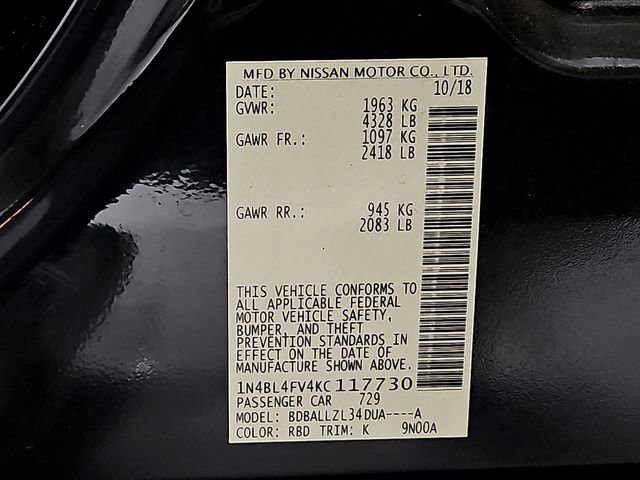 MFD BY NISSAN MOTOR CO., LTD.
DATE: 10/18
GVWR: 1963 KG
4328 LB
GAWR FR.: 1097 KG
2418 LB
GAWR RR.: 945 KG
2083 LB
THIS VEHICLE CONFORMS TO
ALL APPLICABLE FEDERAL
MOTOR VEHICLE SAFETY,
BUMPER, AND THEFT
PREVENTION STANDARDS IN
EFFECT ON THE DATE OF
MANUFACTURE SHOWN ABOVE.
1N4BL4FV4KC117730
PASSENGER CAR 729
MODEL: BDBALLZL34DUA----A
COLOR: RBD TRIM: K 9N00A